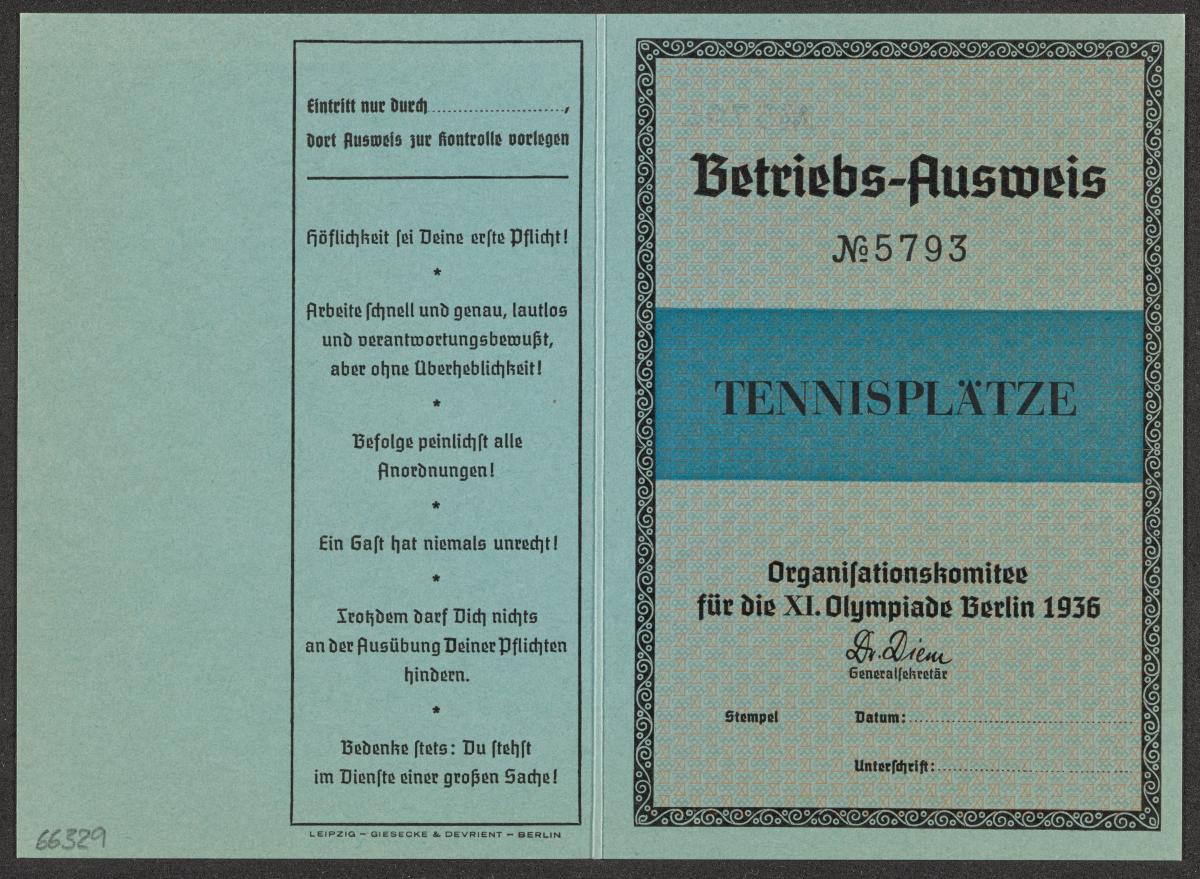 Eintritt nur durch ....................,
dort Ausweis zur Kontrolle vorlegen
Höflichkeit sei Deine erste Pflicht!
*
Arbeite schnell und genau, lautlos
und verantwortungsbewußt,
aber ohne Überheblichkeit!
*
Befolge peinlichst alle
Anordnungen!
*
Ein Gast hat niemals unrecht!
*
Trotzdem darf Dich nichts
an der Ausübung Deiner Pflichten
hindern.
*
Bedenke stets: Du stehst
im Dienste einer großen Sache!
LEIPZIG – GIESECKE & DEVRIENT – BERLIN
66329
Betriebs-Ausweis
№ 5793
TENNISPLÄTZE
Organisationskomitee
für die XI. Olympiade Berlin 1936
Dr. Diem
Generalsekretär
Stempel
Datum: ....................
Unterschrift: ....................